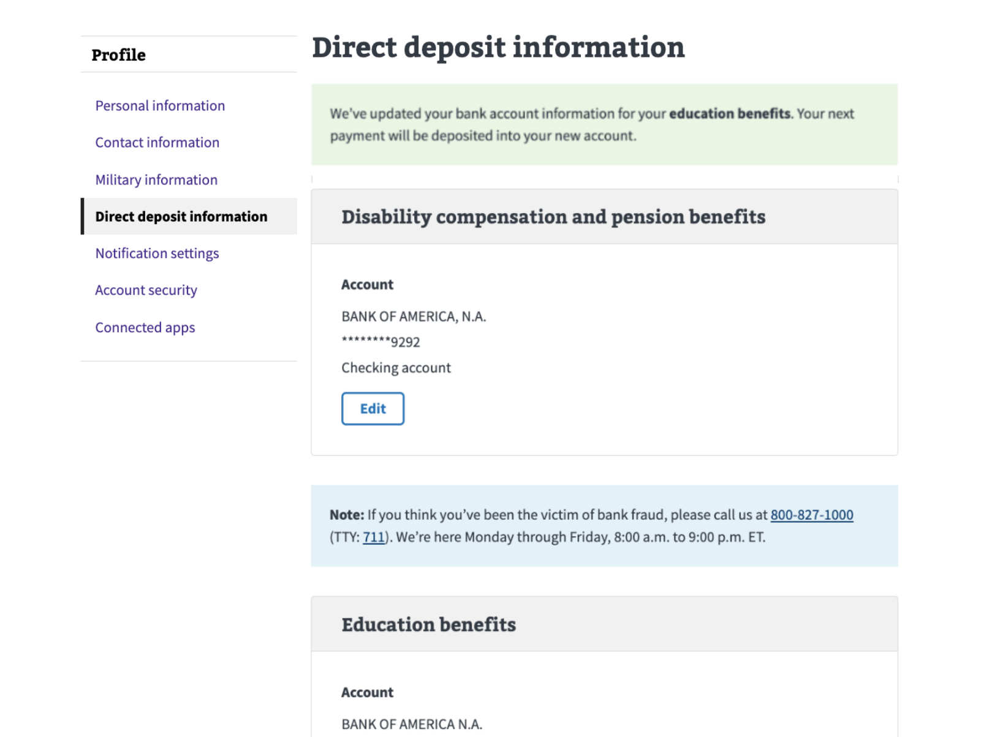 Profile
Personal information
Contact information
Military information
Direct deposit information
Notification settings
Account security
Connected apps
Direct deposit information
We’ve updated your bank account information for your education benefits. Your next
payment will be deposited into your new account.
Disability compensation and pension benefits
Account
BANK OF AMERICA, N.A.
********9292
Checking account
Edit
Note: If you think you’ve been the victim of bank fraud, please call us at 800-827-1000
(TTY: 711). We’re here Monday through Friday, 8:00 a.m. to 9:00 p.m. ET.
Education benefits
Account
BANK OF AMERICA N.A.